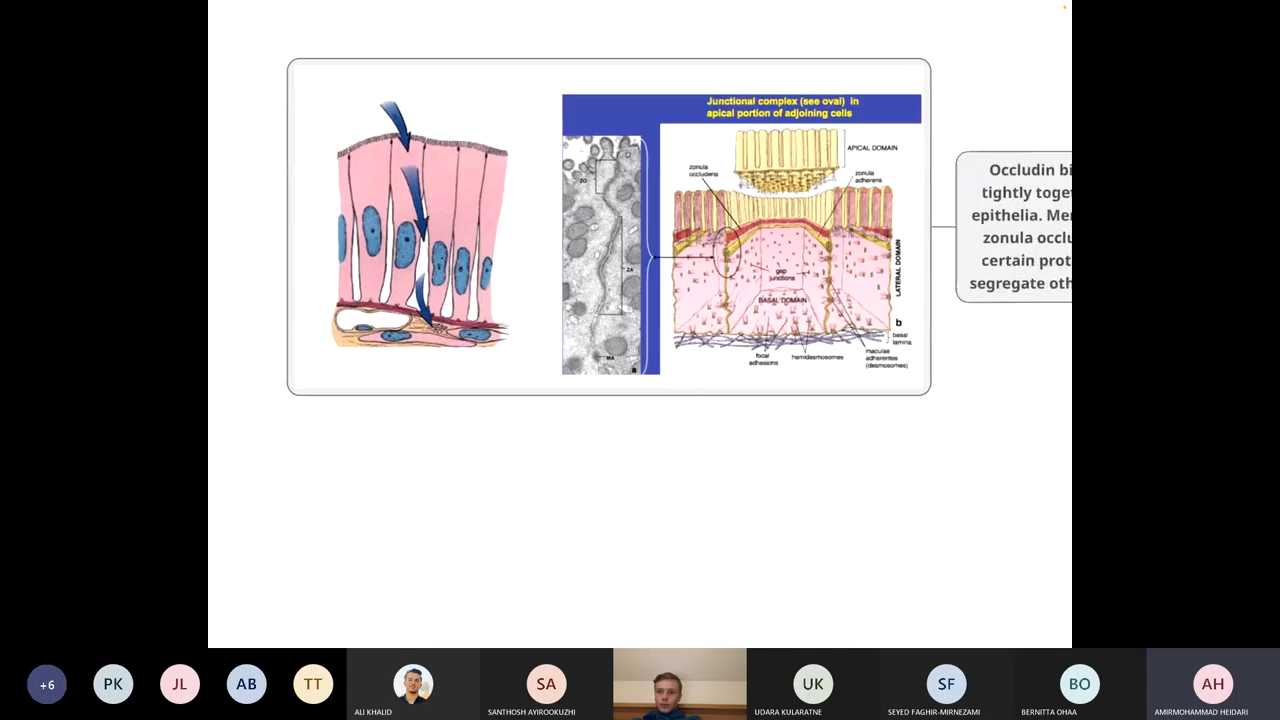 Junctional complex (see oval) in
apical portion of adjoining cells
APICAL DOMAIN
zonula
occludens
zonula
adherens
ZO
ZA
MA
a
gap
junctions
BASAL DOMAIN
LATERAL DOMAIN
b
basal
lamina
focal
adhesions
hemidesmosomes
maculae
adherentes
(desmosomes)
Occludin bi
tightly toge
epithelia. Me
zonula occlu
certain prot
segregate oth
+6
PK
JL
AB
TT
ALI KHALID
SA
SANTHOSH AYIROOKUZHI
UK
UDARA KULARATNE
SF
SEYED FAGHIR-MIRNEZAMI
BO
BERNITTA OHAA
AH
AMIRMOHAMMAD HEIDARI